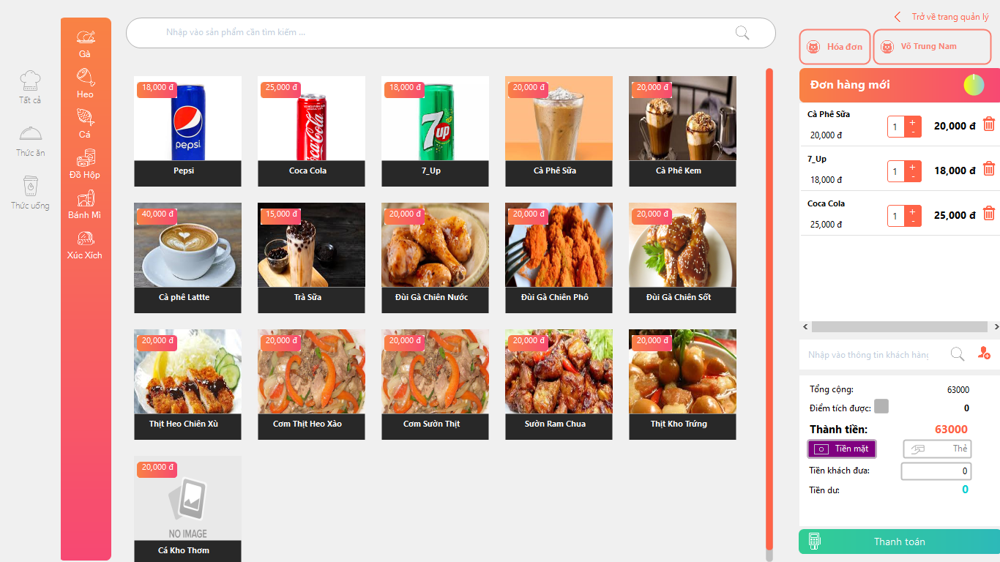 Trở về trang quản lý
Nhập vào sản phẩm cần tìm kiếm ...
Hóa đơn
Võ Trung Nam
Tất cả
Thức ăn
Thức uống
Gà
Heo
Cá
Đồ Hộp
Bánh Mì
Xúc Xích
18,000 đ
25,000 đ
18,000 đ
20,000 đ
20,000 đ
pepsi
Coca Cola
7up
Pepsi
Coca Cola
7_Up
Cà Phê Sữa
Cà Phê Kem
40,000 đ
15,000 đ
20,000 đ
20,000 đ
20,000 đ
Cà phê Lattte
Trà Sữa
Đùi Gà Chiên Nước
Đùi Gà Chiên Phô
Đùi Gà Chiên Sốt
20,000 đ
20,000 đ
20,000 đ
20,000 đ
20,000 đ
Thịt Heo Chiên Xù
Cơm Thịt Heo Xào
Cơm Sườn Thịt
Sườn Ram Chua
Thịt Kho Trứng
20,000 đ
NO IMAGE
Cá Kho Thơm
Đơn hàng mới
Cà Phê Sữa
20,000 đ
1
+
-
20,000 đ
7_Up
18,000 đ
1
+
-
18,000 đ
Coca Cola
25,000 đ
1
+
-
25,000 đ
Nhập vào thông tin khách hàng
Tổng cộng: 63000
Điểm tích được: 0
Thành tiền: 63000
Tiền mặt Thẻ
Tiền khách đưa: 0
Tiền dư: 0
Thanh toán